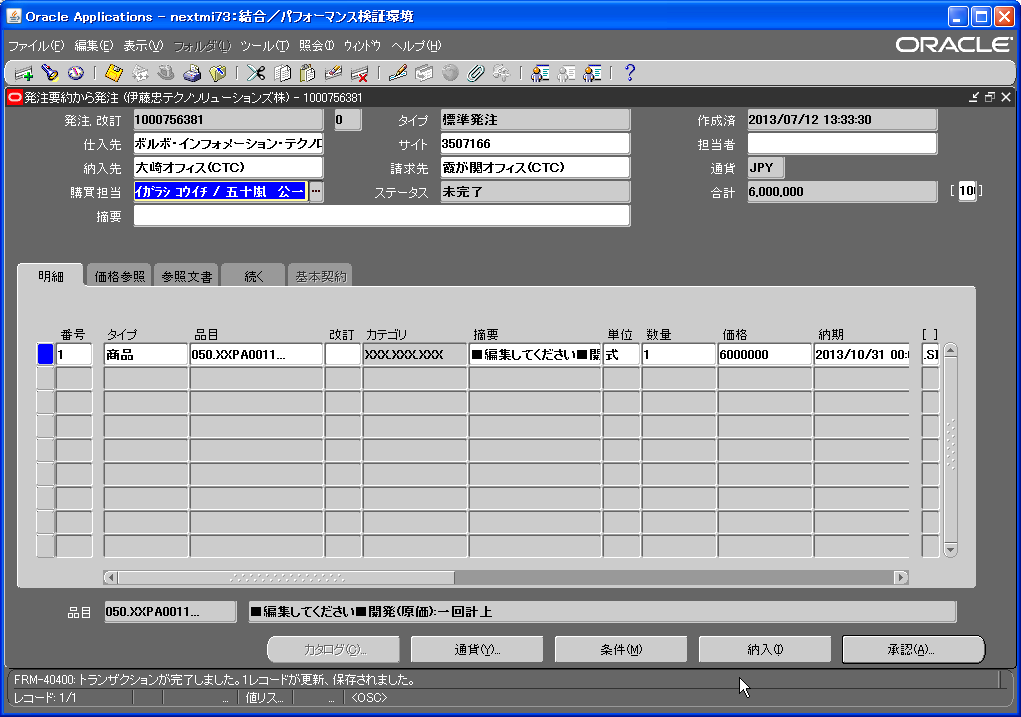 Oracle Applications - nextmi73:結合/パフォーマンス検証環境
ファイル(F) 編集(E) 表示(V) フォルダ(L) ツール(T) 照会(I) ウィンドウ ヘルプ(H)
ORACLE
発注要約から発注 (伊藤忠テクノソリューションズ株) - 1000756381
発注, 改訂 1000756381 0 タイプ 標準発注 作成済 2013/07/12 13:33:30
仕入先 ボルボ・インフォメーション・テクノロ サイト 3507166 担当者
納入先 大崎オフィス(CTC) 請求先 霞が関オフィス(CTC) 通貨 JPY
購買担当 イガラシ コウイチ / 五十嵐 公一 ... ステータス 未完了 合計 6,000,000 [ 10 ]
摘要
明細 価格参照 参照文書 続く 基本契約
番号 タイプ 品目 改訂 カテゴリ 摘要 単位 数量 価格 納期 [ ]
1 商品 050.XXPA0011... XXX.XXX.XXX ■編集してください■開 式 1 6000000 2013/10/31 00: .SI
品目 050.XXPA0011... ■編集してください■開発(原価):一回計上
カタログ(C)... 通貨(Y)... 条件(M) 納入(I) 承認(A)...
FRM-40400: トランザクションが完了しました。1レコードが更新、保存されました。
レコード: 1/1 ... 値リス... ... <OSC>